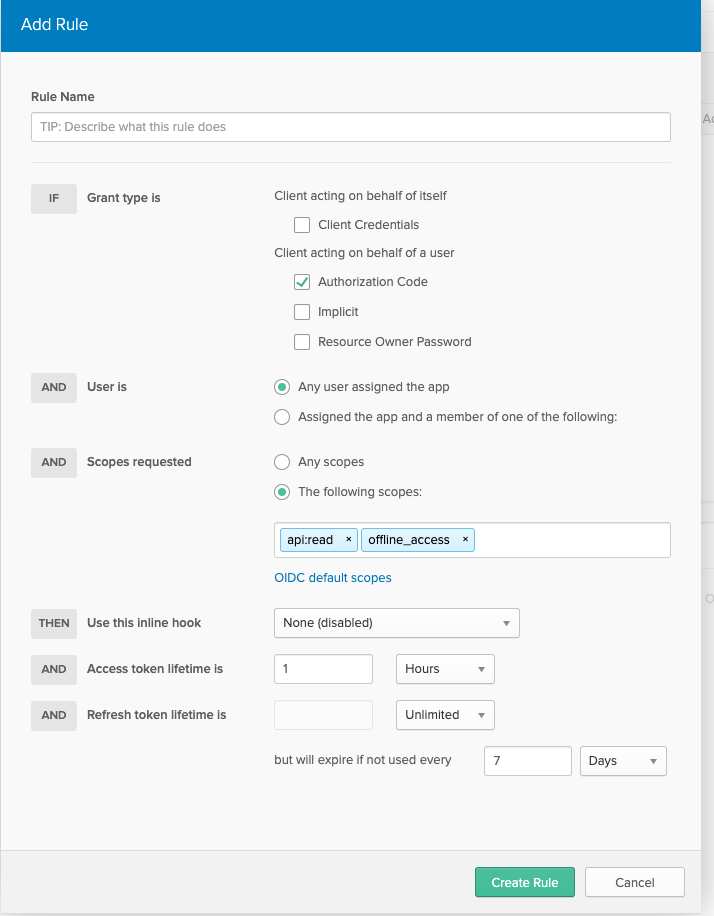 Add Rule
Rule Name
TIP: Describe what this rule does
IF Grant type is Client acting on behalf of itself
Client Credentials
Client acting on behalf of a user
Authorization Code
Implicit
Resource Owner Password
AND User is Any user assigned the app
Assigned the app and a member of one of the following:
AND Scopes requested Any scopes
The following scopes:
api:read × offline_access ×
OIDC default scopes
THEN Use this inline hook None (disabled)
AND Access token lifetime is 1 Hours
AND Refresh token lifetime is Unlimited
but will expire if not used every 7 Days
Create Rule Cancel